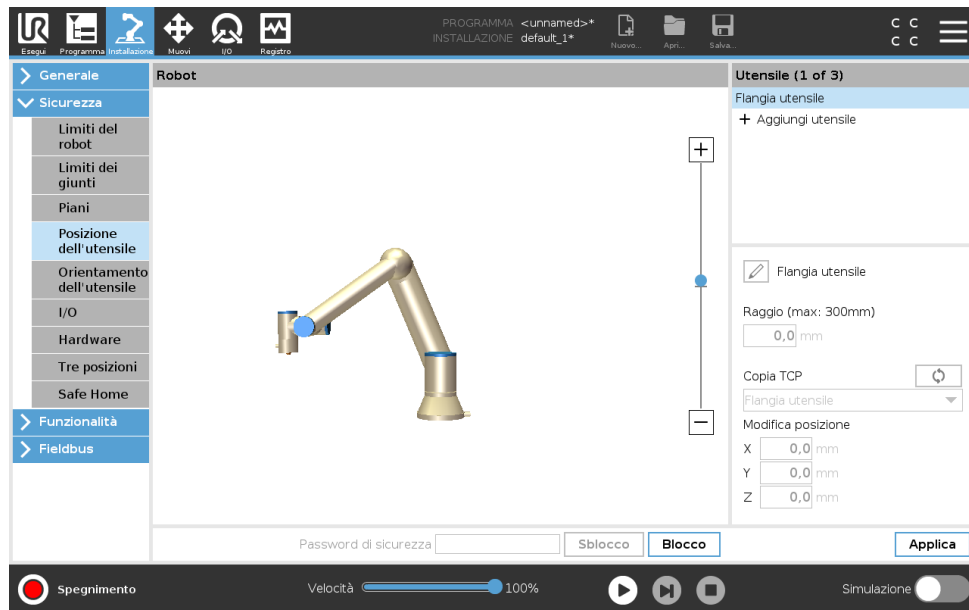 UR
PROGRAMMA <unnamed>*
INSTALLAZIONE default_1*
Esegui Programma Installazione Muovi I/O Registro
Nuovo... Apri... Salva...
C C
C C
Generale
Sicurezza
Limiti del
robot
Limiti dei
giunti
Piani
Posizione
dell'utensile
Orientamento
dell'utensile
I/O
Hardware
Tre posizioni
Safe Home
Funzionalità
Fieldbus
Robot
+
−
Utensile (1 of 3)
Flangia utensile
+ Aggiungi utensile
Flangia utensile
Raggio (max: 300mm)
0,0 mm
Copia TCP
Flangia utensile
Modifica posizione
X 0,0 mm
Y 0,0 mm
Z 0,0 mm
Password di sicurezza Sblocco Blocco Applica
Spegnimento Velocità 100% Simulazione